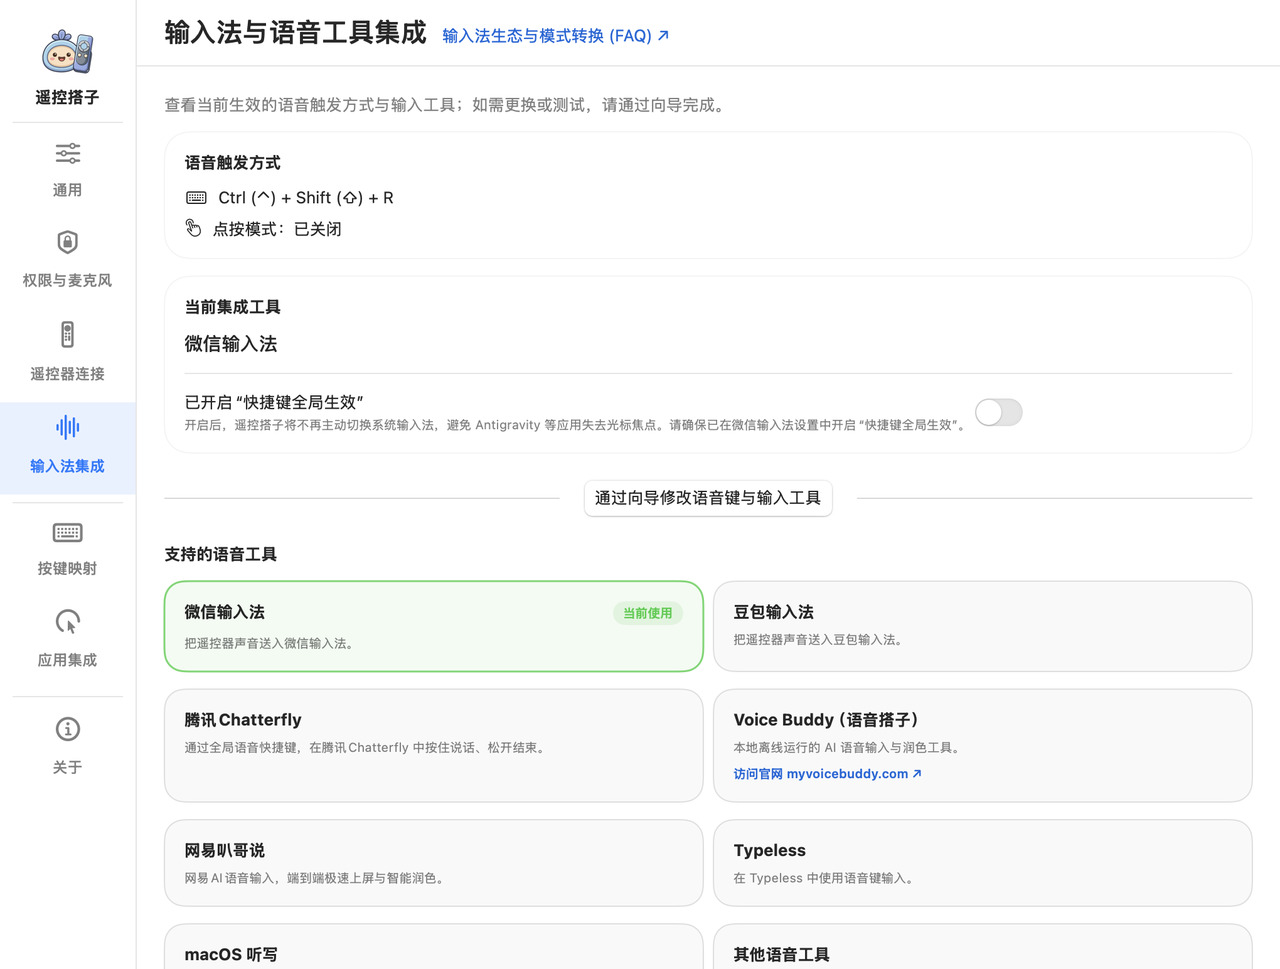 遥控搭子
通用
权限与麦克风
遥控器连接
输入法集成
按键映射
应用集成
关于
输入法与语音工具集成
输入法生态与模式转换 (FAQ) ↗
查看当前生效的语音触发方式与输入工具；如需更换或测试，请通过向导完成。
语音触发方式
Ctrl (^) + Shift (⇧) + R
点按模式：已关闭
当前集成工具
微信输入法
已开启“快捷键全局生效”
开启后，遥控搭子将不再主动切换系统输入法，避免 Antigravity 等应用失去光标焦点。请确保已在微信输入法设置中开启“快捷键全局生效”。
通过向导修改语音键与输入工具
支持的语音工具
微信输入法
当前使用
把遥控器声音送入微信输入法。
豆包输入法
把遥控器声音送入豆包输入法。
腾讯 Chatterfly
通过全局语音快捷键，在腾讯 Chatterfly 中按住说话、松开结束。
Voice Buddy（语音搭子）
本地离线运行的 AI 语音输入与润色工具。
访问官网 myvoicebuddy.com ↗
网易叭哥说
网易 AI 语音输入，端到端极速上屏与智能润色。
Typeless
在 Typeless 中使用语音键输入。
macOS 听写
其他语音工具